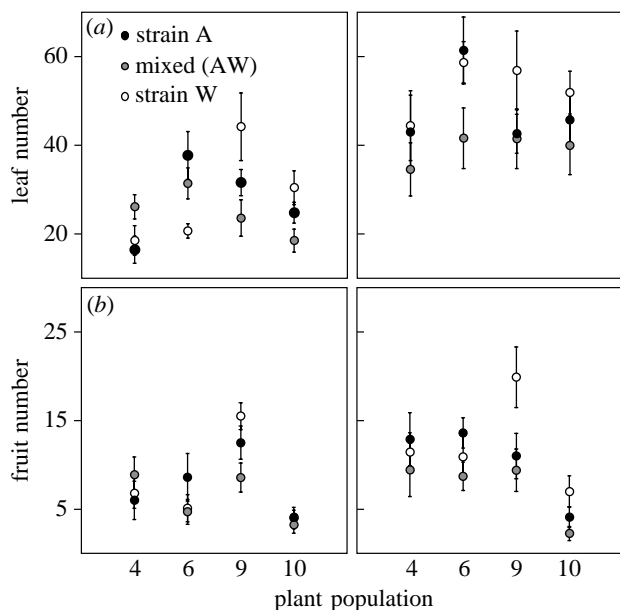 (a)
strain A
mixed (AW)
strain W
60
40
20
leaf number
(b)
25
15
5
fruit number
4 6 9 10 4 6 9 10
plant population